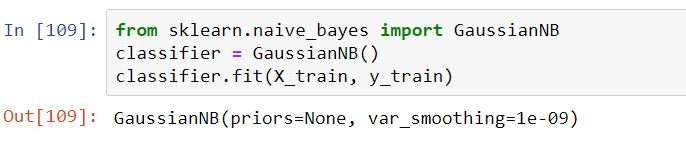 In [109]: from sklearn.naive_bayes import GaussianNB
classifier = GaussianNB()
classifier.fit(X_train, y_train)
Out[109]: GaussianNB(priors=None, var_smoothing=1e-09)